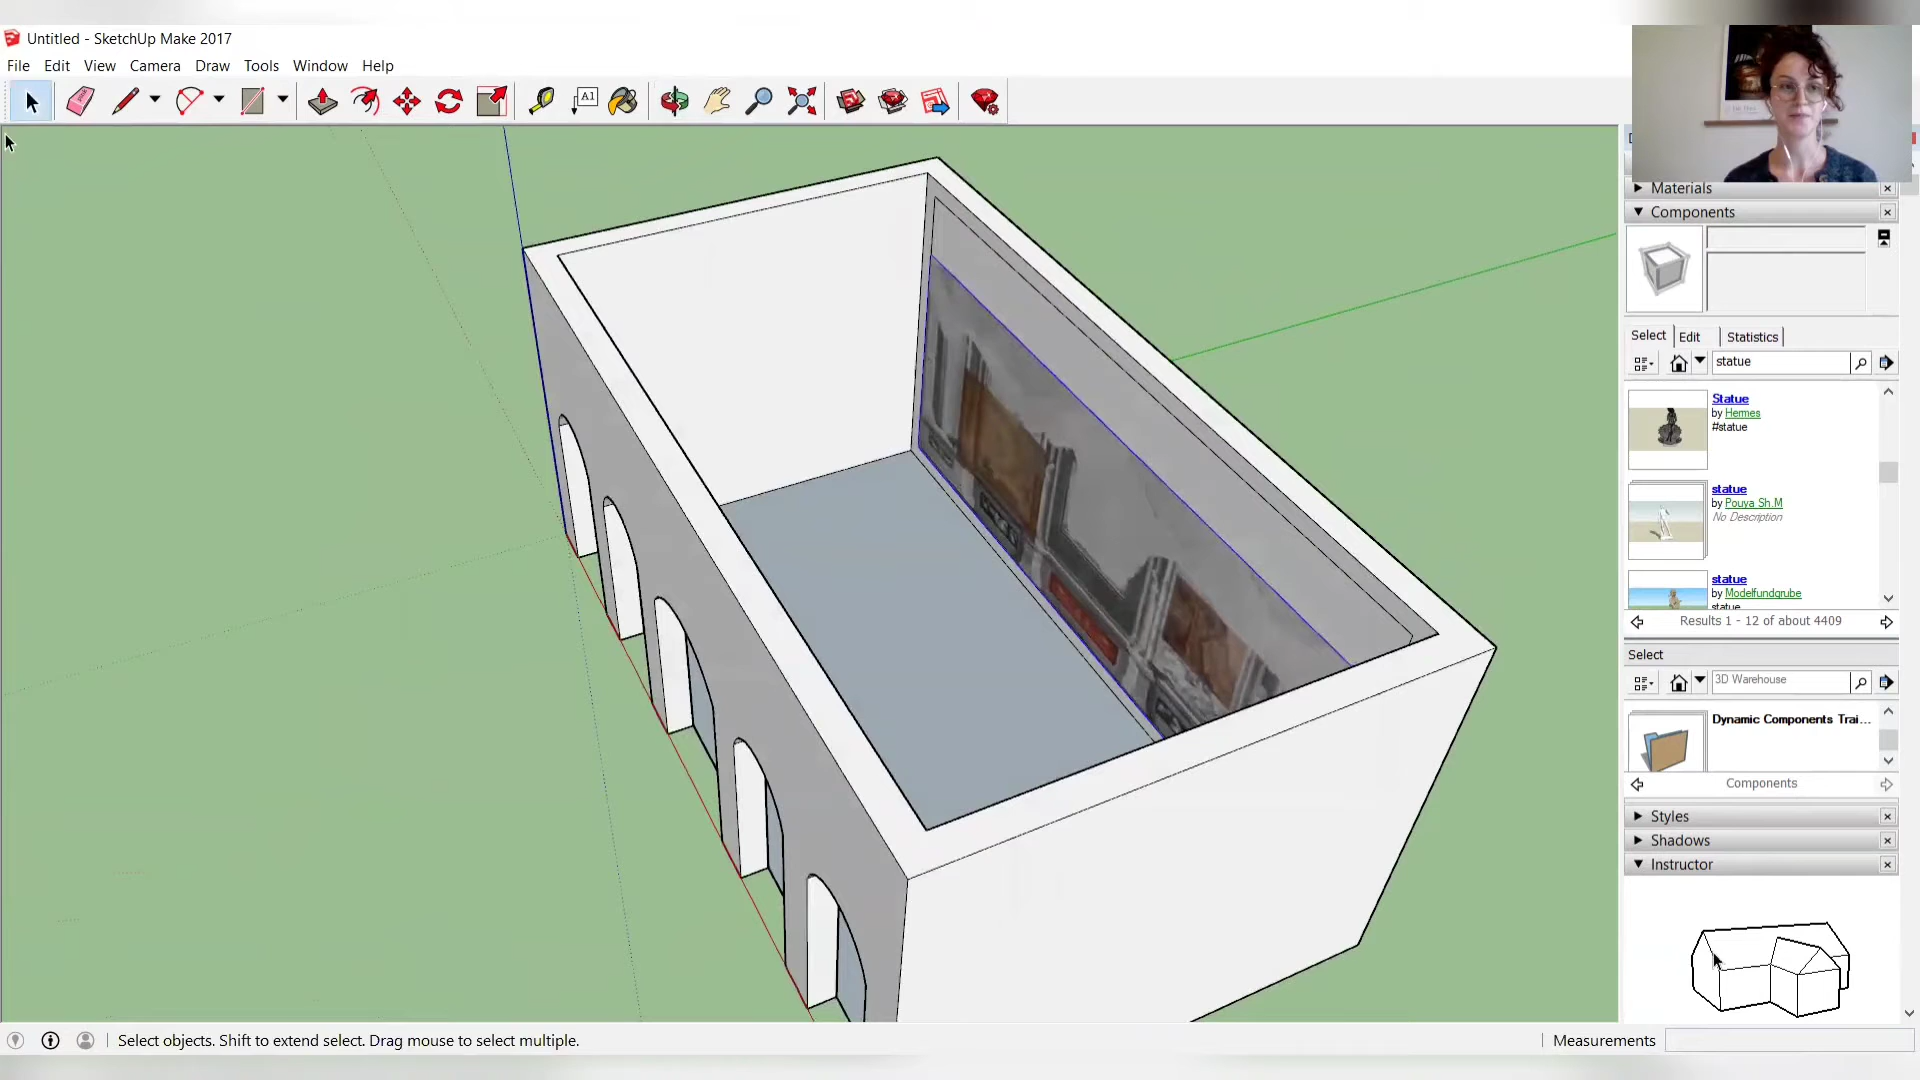 Untitled - SketchUp Make 2017
File Edit View Camera Draw Tools Window Help
A1
Materials
Components
Select Edit Statistics
statue
Statue
by Hermes
#statue
statue
by Pouya Sh.M
No Description
statue
by Modelfundgrube
statue
Results 1 - 12 of about 4409
Select
3D Warehouse
Dynamic Components Trai...
Components
Styles
Shadows
Instructor
Select objects. Shift to extend select. Drag mouse to select multiple.
Measurements